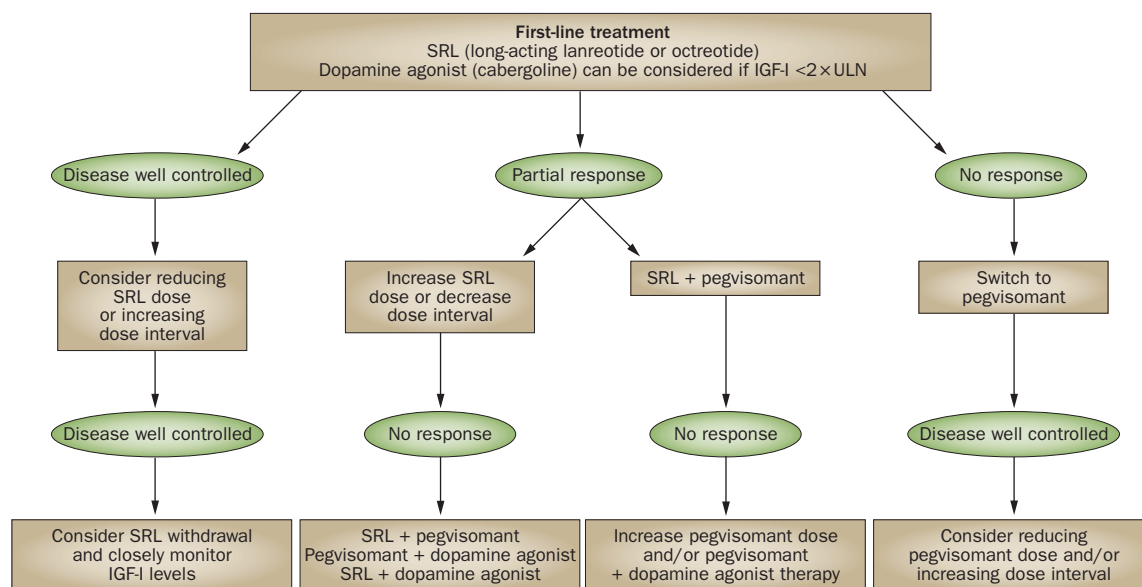 First-line treatment
SRL (long-acting lanreotide or octreotide)
Dopamine agonist (cabergoline) can be considered if IGF-I <2×ULN
Disease well controlled
Partial response
No response
Consider reducing
SRL dose
or increasing
dose interval
Increase SRL
dose or decrease
dose interval
SRL + pegvisomant
Switch to
pegvisomant
Disease well controlled
No response
No response
Disease well controlled
Consider SRL withdrawal
and closely monitor
IGF-I levels
SRL + pegvisomant
Pegvisomant + dopamine agonist
SRL + dopamine agonist
Increase pegvisomant dose
and/or pegvisomant
+ dopamine agonist therapy
Consider reducing
pegvisomant dose and/or
increasing dose interval